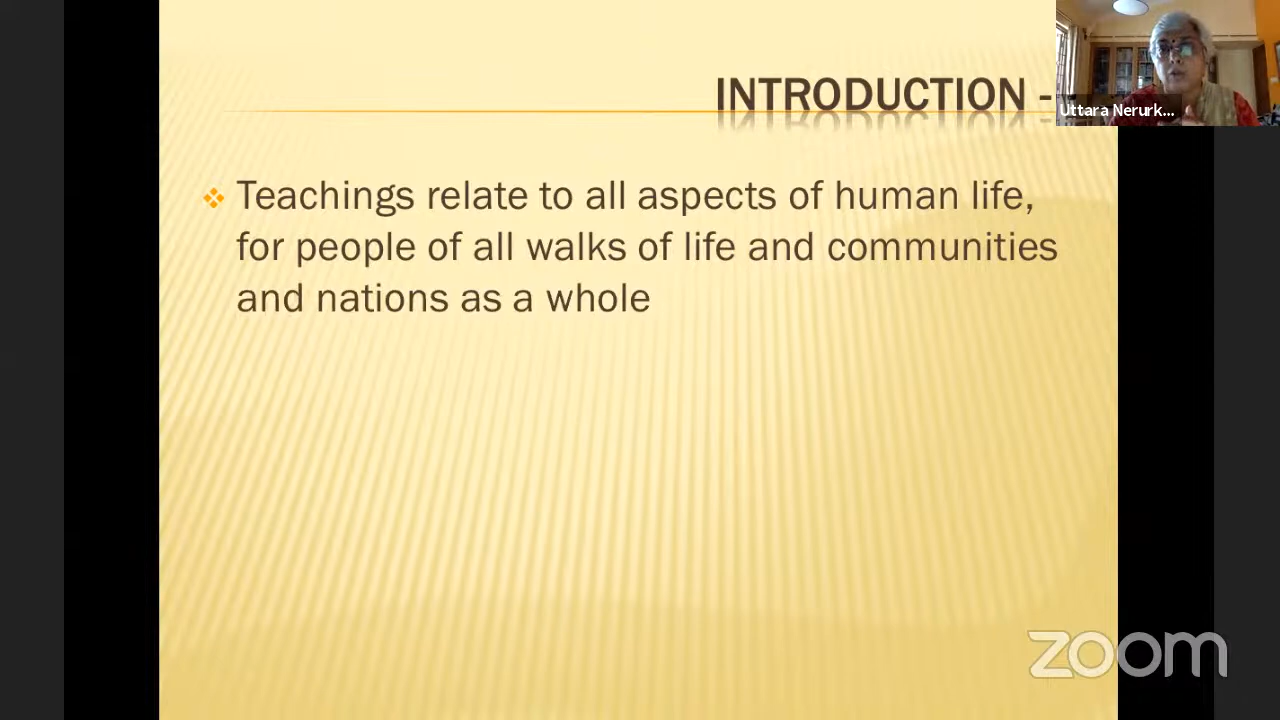 INTRODUCTION -
Uttara Nerurk...
Teachings relate to all aspects of human life,
for people of all walks of life and communities
and nations as a whole
zoom